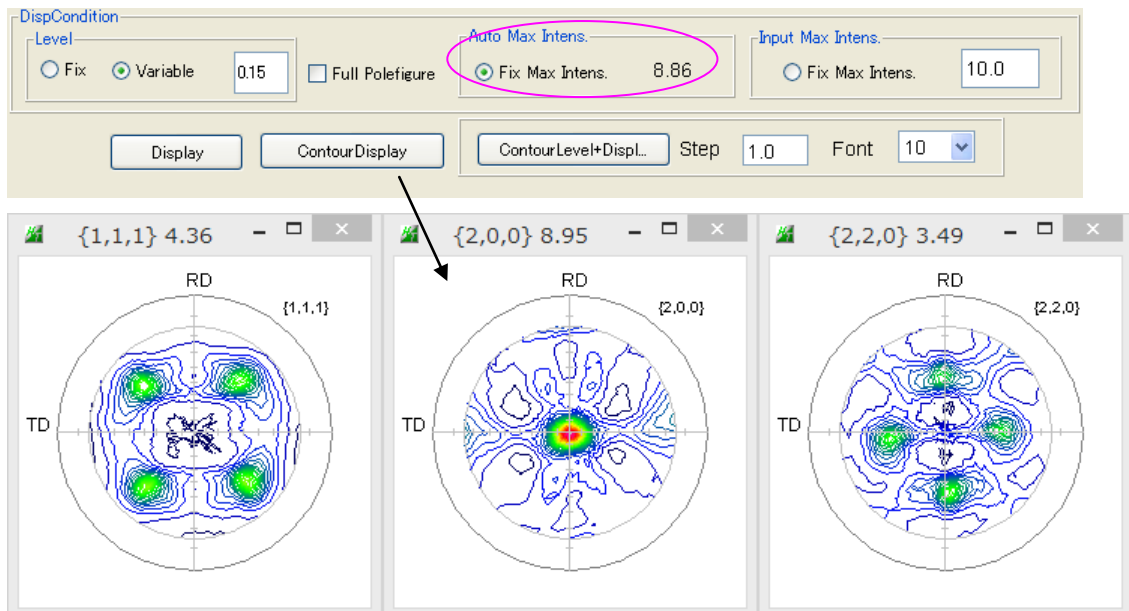 DispCondition
Level
Auto Max Intens.
Input Max Intens.
Fix
Variable
0.15
Full Polefigure
Fix Max Intens.
8.86
Fix Max Intens.
10.0
Display
ContourDisplay
ContourLevel+Displ...
Step
1.0
Font
10
{1,1,1} 4.36
{2,0,0} 8.95
{2,2,0} 3.49
RD
{1,1,1}
TD
RD
{2,0,0}
TD
RD
{2,2,0}
TD